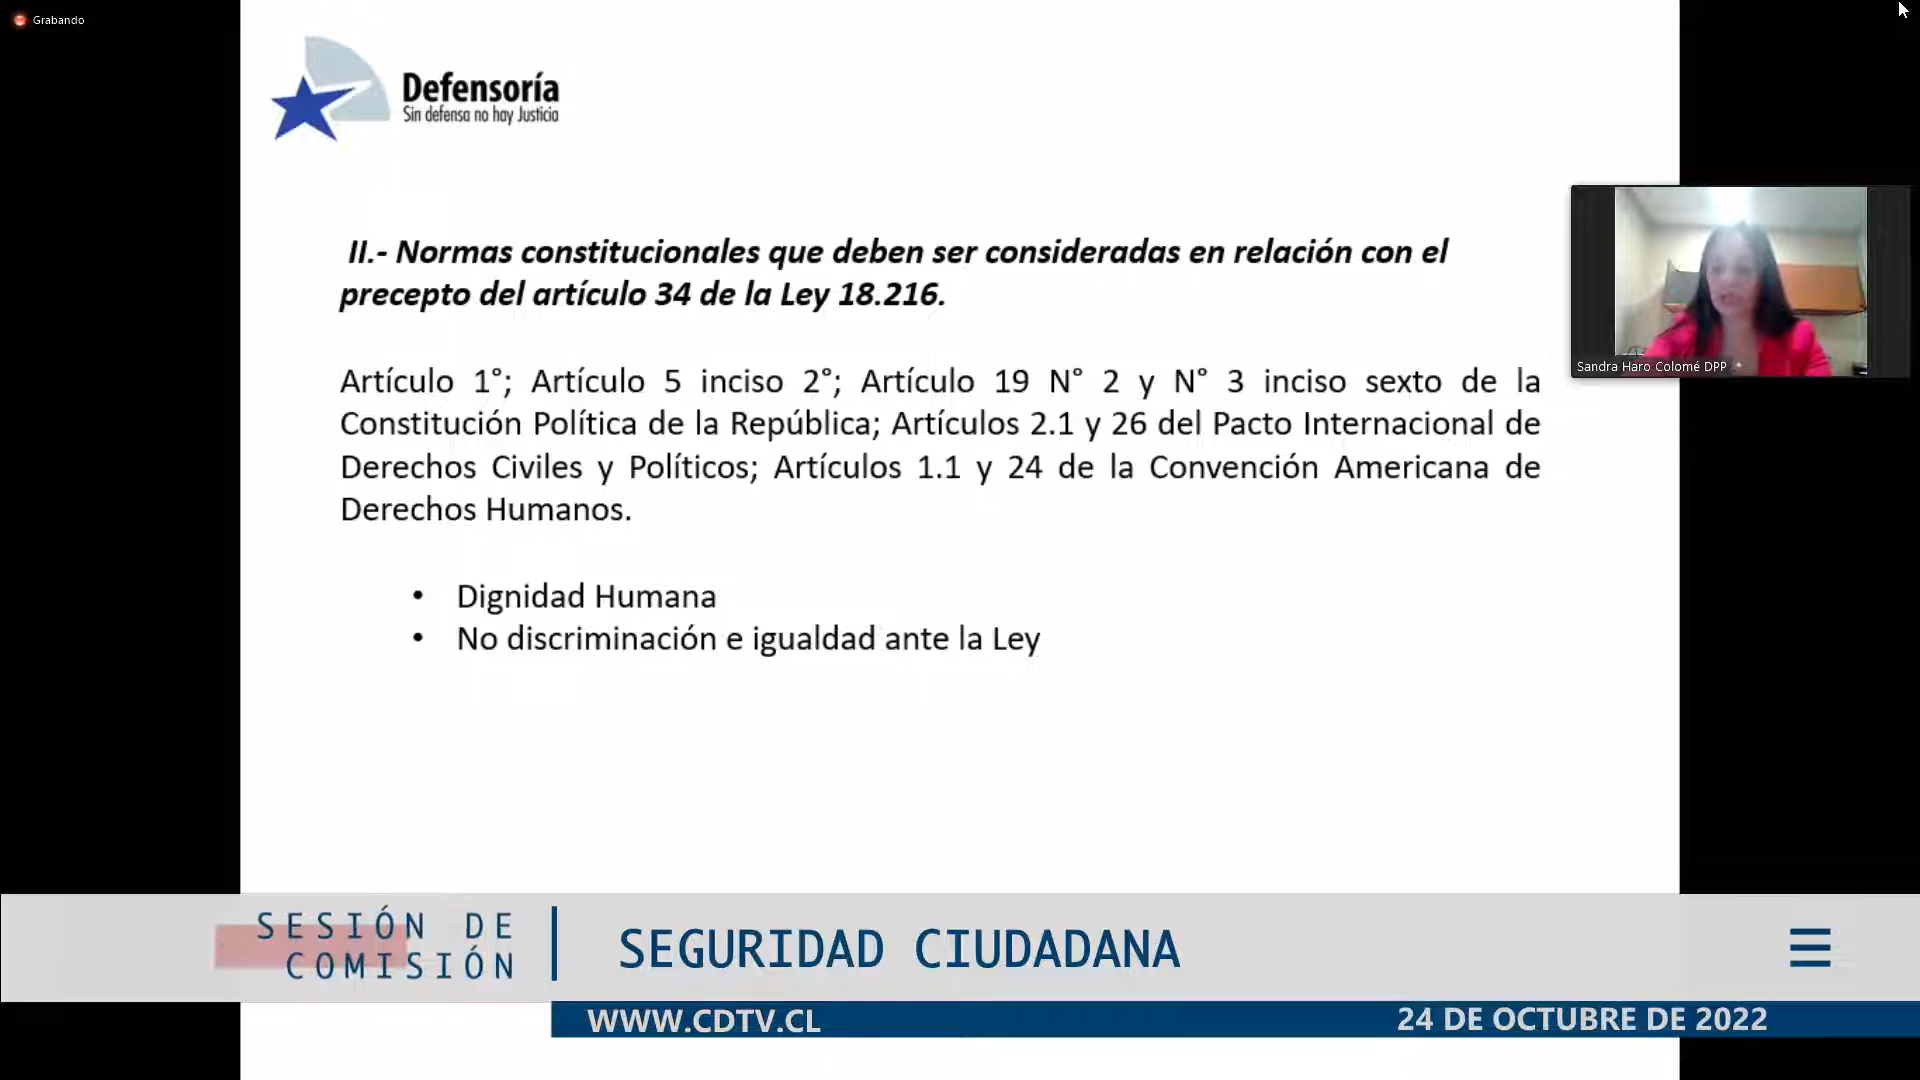 Grabando
Defensoría
Sin defensa no hay Justicia
II.- Normas constitucionales que deben ser consideradas en relación con el
precepto del artículo 34 de la Ley 18.216.
Artículo 1°; Artículo 5 inciso 2°; Artículo 19 N° 2 y N° 3 inciso sexto de la
Constitución Política de la República; Artículos 2.1 y 26 del Pacto Internacional de
Derechos Civiles y Políticos; Artículos 1.1 y 24 de la Convención Americana de
Derechos Humanos.
• Dignidad Humana
• No discriminación e igualdad ante la Ley
Sandra Haro Colomé DPP
SESIÓN DE
COMISIÓN
SEGURIDAD CIUDADANA
WWW.CDTV.CL
24 DE OCTUBRE DE 2022